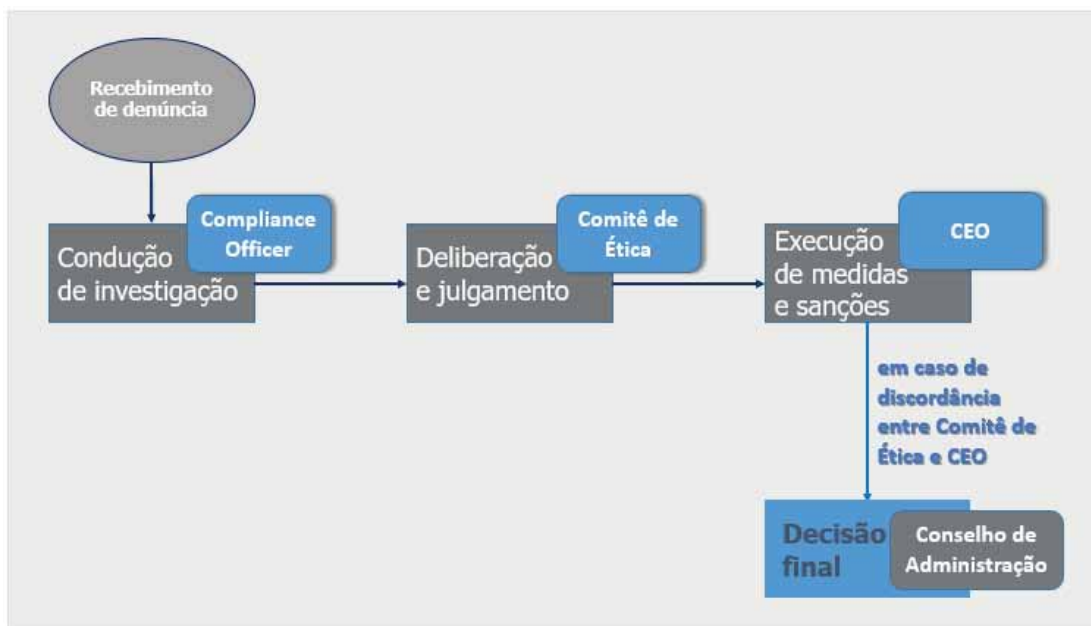 Recebimento
de denúncia
Compliance
Officer
Condução
de investigação
Comitê de
Ética
Deliberação
e julgamento
CEO
Execução
de medidas
e sanções
em caso de
discordância
entre Comitê de
Ética e CEO
Decisão
final
Conselho de
Administração